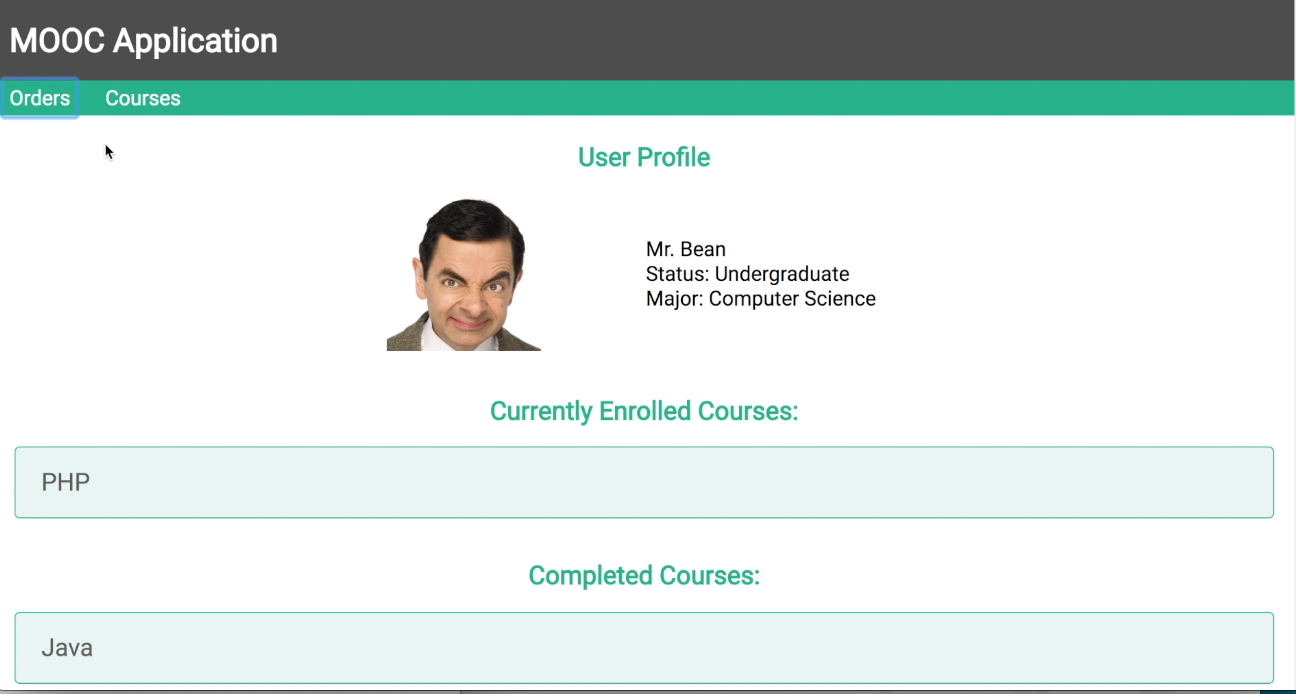 MOOC Application
Orders Courses
User Profile
Mr. Bean
Status: Undergraduate
Major: Computer Science
Currently Enrolled Courses:
PHP
Completed Courses:
Java